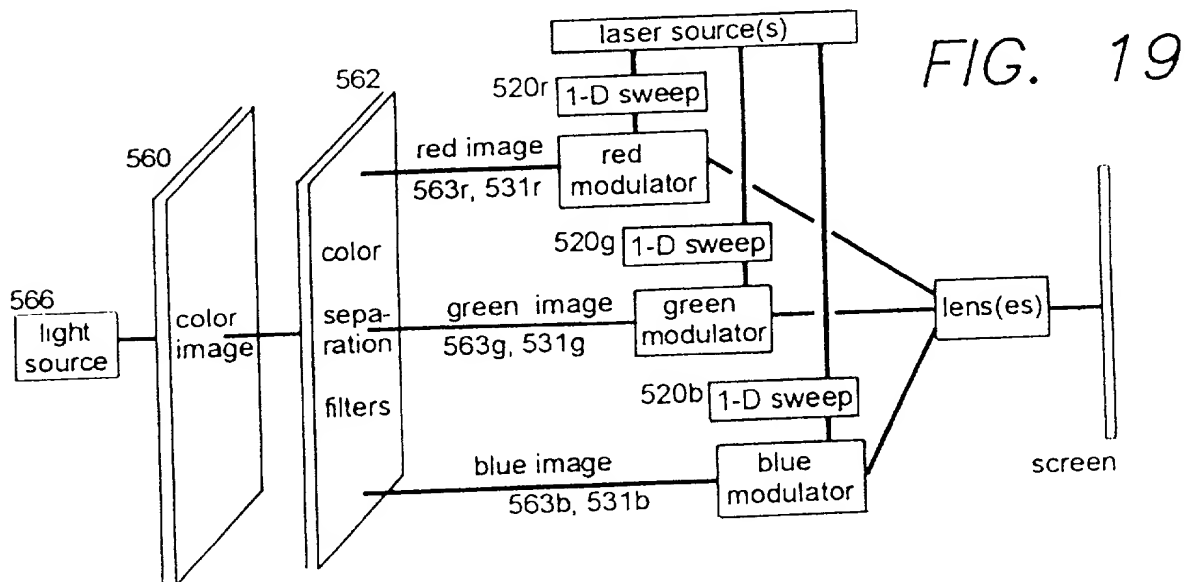 laser source(s)
FIG. 19
562
520r
1-D sweep
560
red image
563r, 531r
red
modulator
color
520g
1-D sweep
566
light
source
color
image
sepa-
ration
green image
563g, 531g
green
modulator
lens(es)
filters
520b
1-D sweep
blue image
563b, 531b
blue
modulator
screen